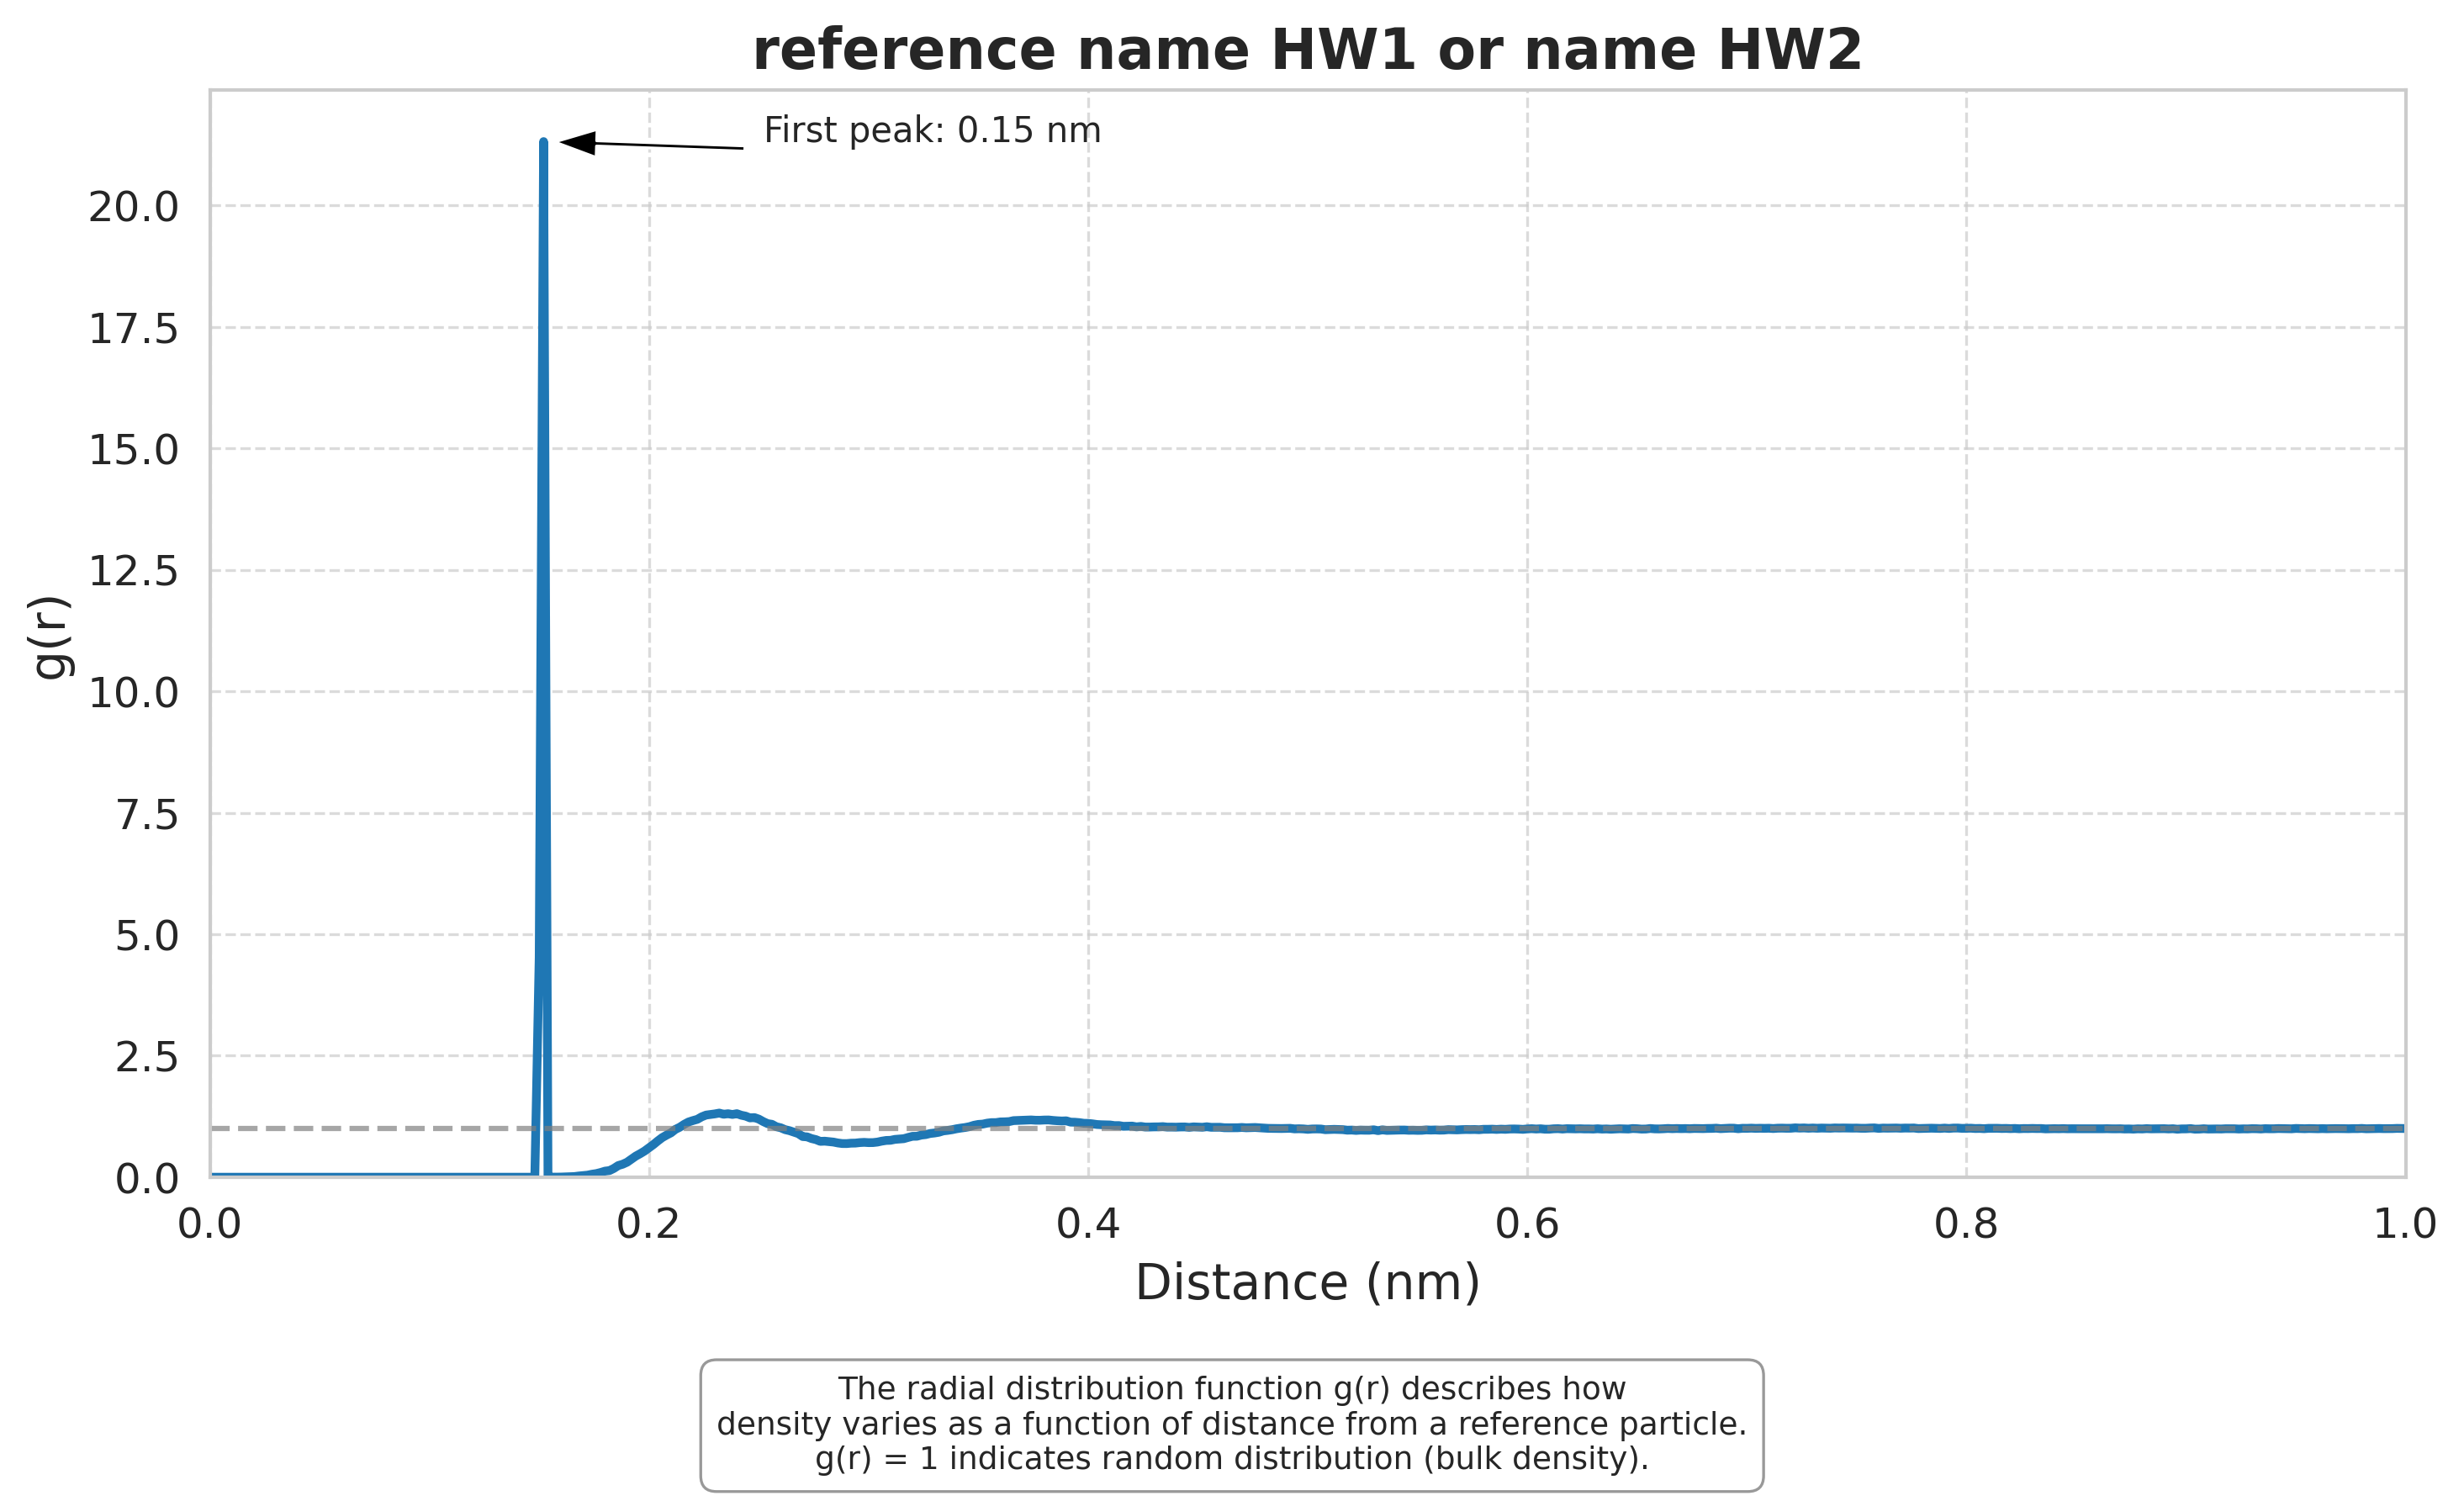 reference name HW1 or name HW2
First peak: 0.15 nm
g(r)
20.0
17.5
15.0
12.5
10.0
7.5
5.0
2.5
0.0
0.0 0.2 0.4 0.6 0.8 1.0
Distance (nm)
The radial distribution function g(r) describes how
density varies as a function of distance from a reference particle.
g(r) = 1 indicates random distribution (bulk density).